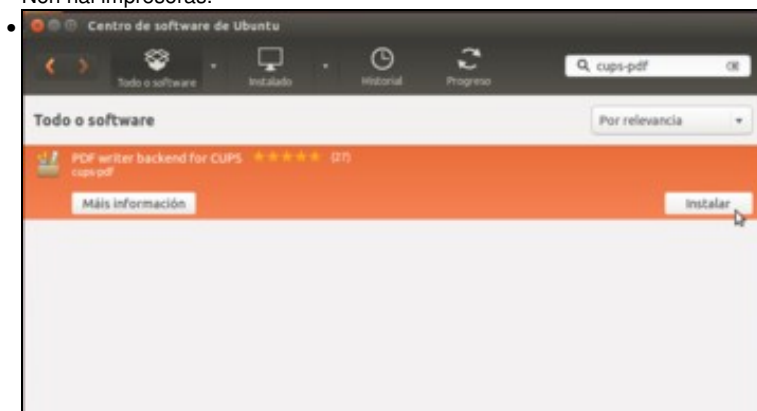 Non hai impresoras.
Centro de software de Ubuntu
Todo o software
Instalado
Historial
Progreso
cups-pdf
Todo o software
Por relevancia
PDF writer backend for CUPS ★★★★★ (27)
cups-pdf
Máis información
Instalar